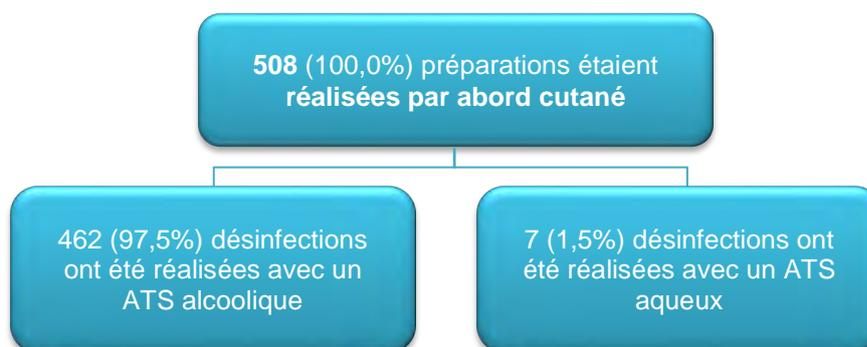 508 (100,0%) préparations étaient
réalisées par abord cutané
462 (97,5%) désinfections
ont été réalisées avec un
ATS alcoolique
7 (1,5%) désinfections ont
été réalisées avec un ATS
aqueux